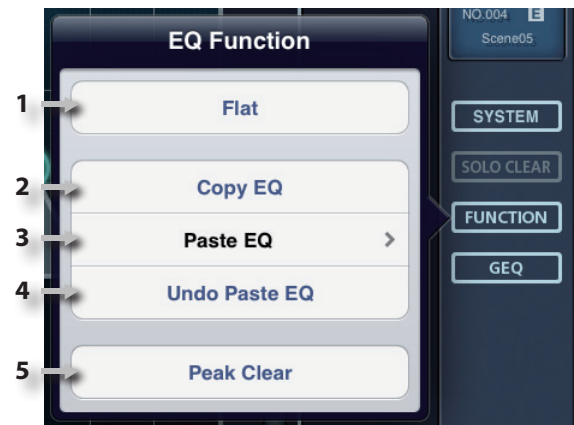 NO.004 E
Scene05
EQ Function
1 Flat
2 Copy EQ
3 Paste EQ >
4 Undo Paste EQ
5 Peak Clear
SYSTEM
SOLO CLEAR
FUNCTION
GEQ